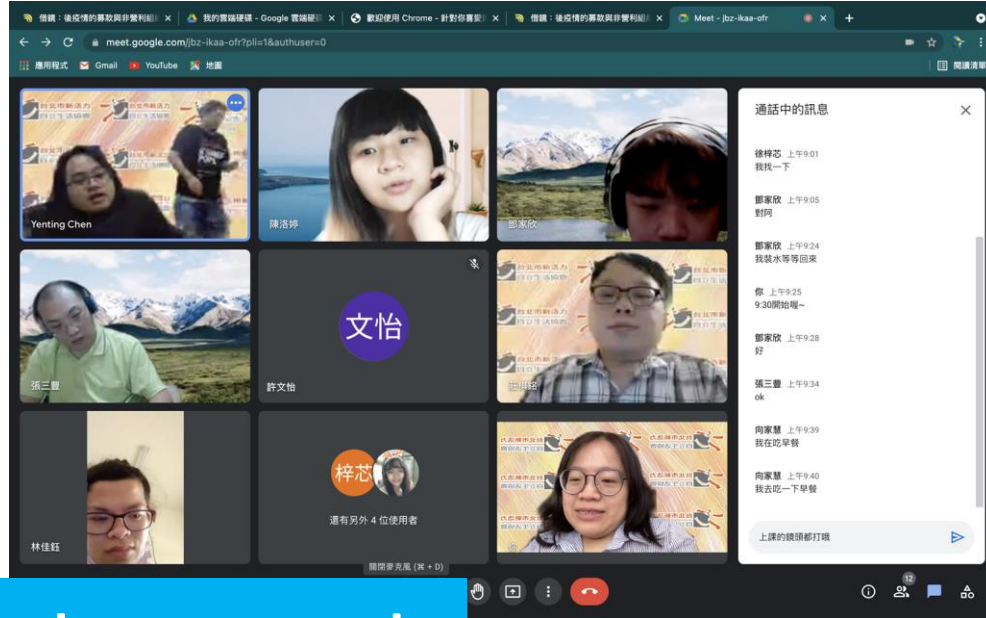 借鏡：後疫情的募款與非營利組
我的雲端硬碟 - Google 雲端硬
歡迎使用 Chrome - 針對你喜愛
借鏡：後疫情的募款與非營利組
Meet - jbz-ikaa-ofr
meet.google.com/jbz-ikaa-ofr?pli=1&authuser=0
應用程式
Gmail
YouTube
地圖
閱讀清單
Yenting Chen
陳洛婷
鄧家欣
張三豐
文怡
許文怡
林佳鈺
梓芯
還有另外 4 位使用者
關閉麥克風 (⌘ + D)
通話中的訊息
徐梓芯 上午9:01
我找一下
鄧家欣 上午9:05
對阿
鄧家欣 上午9:24
我裝水等等回來
你 上午9:25
9:30開始喔~
鄧家欣 上午9:28
好
張三豐 上午9:34
ok
向家慧 上午9:39
我在吃早餐
向家慧 上午9:40
我去吃一下早餐
上課的鏡頭都打哦
12